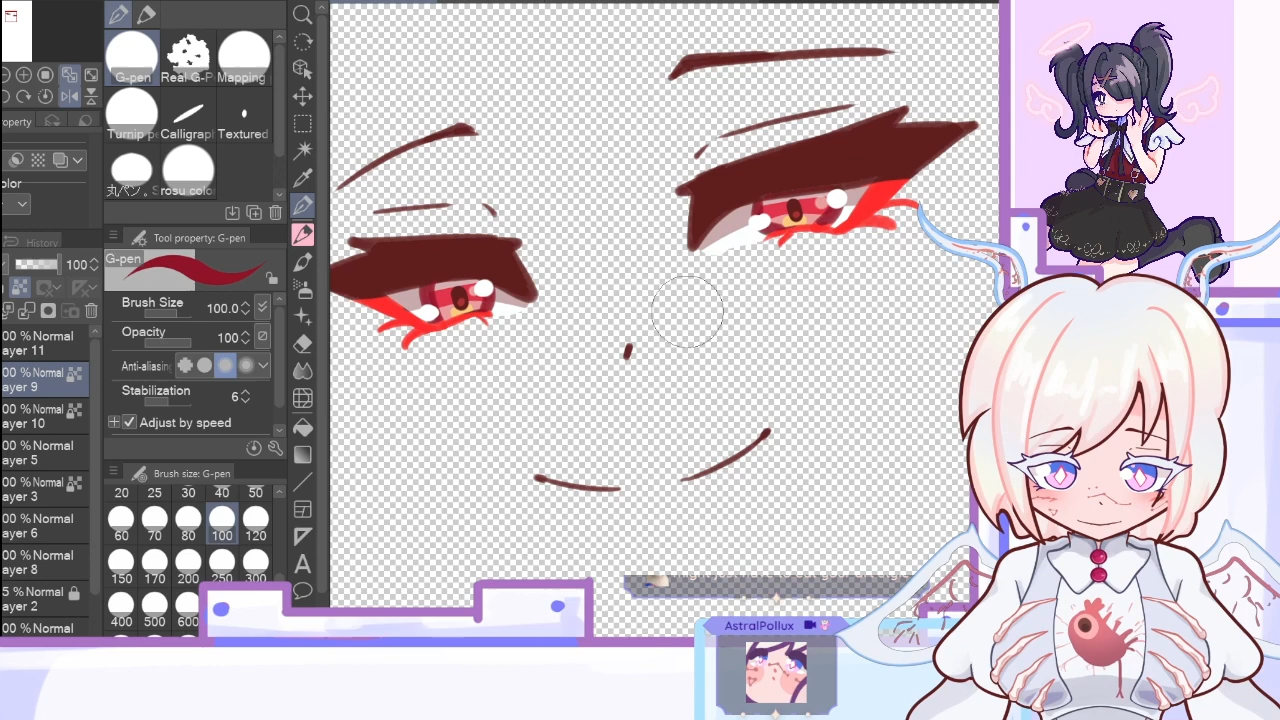 G-pen
Real G-P
Mapping
Turnip pe
Calligrap
Textured
roperty
丸ペン。S
rosu colo
olor
Tool property: G-pen
History
G-pen
100
Brush Size
100.0
Opacity
100
Anti-aliasing
Stabilization
6
Adjust by speed
00 % Normal
ayer 11
00 % Normal
ayer 9
00 % Normal
ayer 10
00 % Normal
ayer 5
00 % Normal
ayer 3
00 % Normal
ayer 6
00 % Normal
ayer 8
5 % Normal
ayer 2
00 % Normal
Brush size: G-pen
20 25 30 40 50
60 70 80 100 120
150 170 200 250 300
400 500 600
AstralPollux